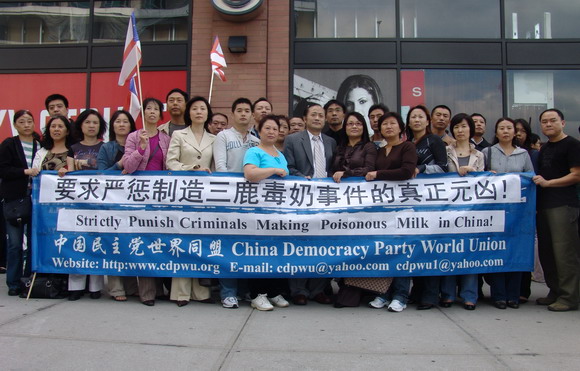 要求严惩制造三鹿毒奶事件的真正元凶!
Strictly Punish Criminals Making Poisonous Milk in China!
中国民主党世界同盟 China Democracy Party World Union
Website: http:www.cdpwu.org E-mail: cdpwu@yahoo.com cdpwu1@yahoo.com
S